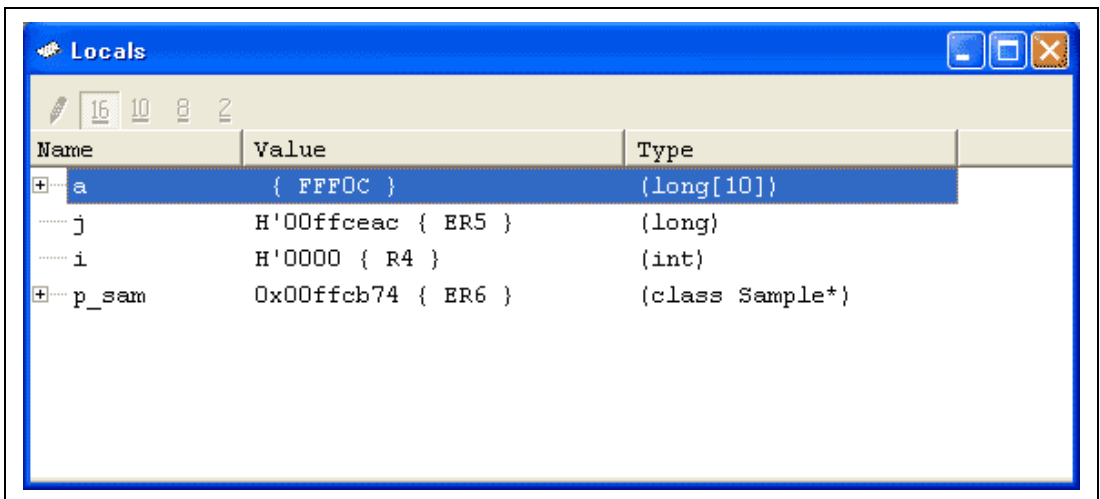 Locals
16 10 8 2
Name Value Type
a { FFF0C } (long[10])
j H'00ffceac { ER5 } (long)
i H'0000 { R4 } (int)
p_sam 0x00ffcb74 { ER6 } (class Sample*)